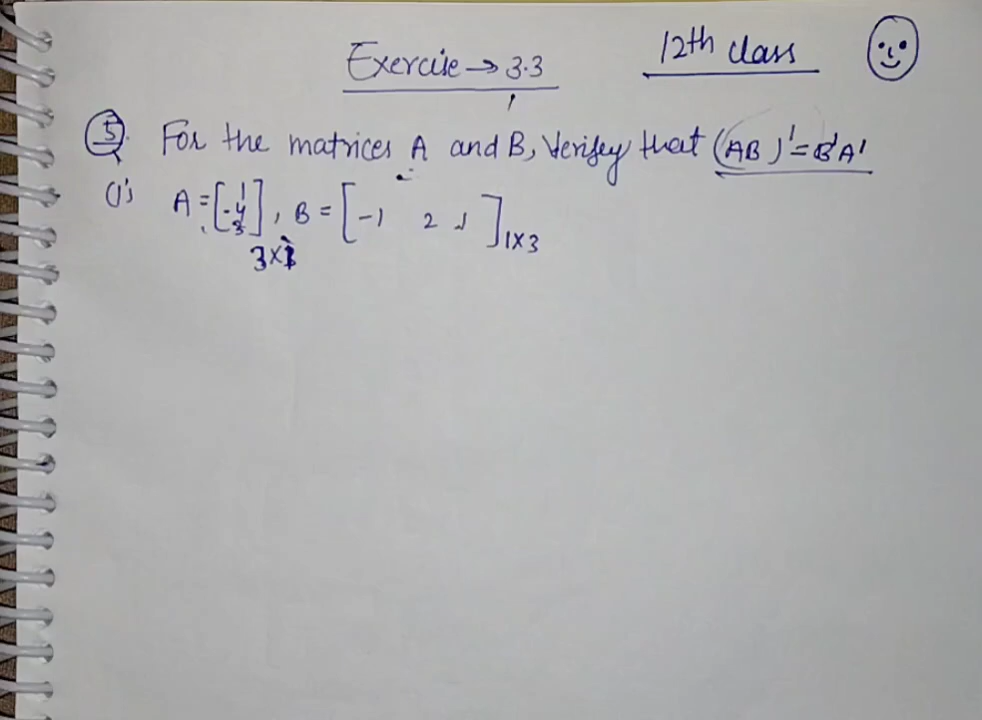 Exercise → 3.3
12th class
5. For the matrices A and B, Verifey that (AB)' = B'A'
(i) A = [1 -4 3], B = [-1 2 1] 1×3
3×1